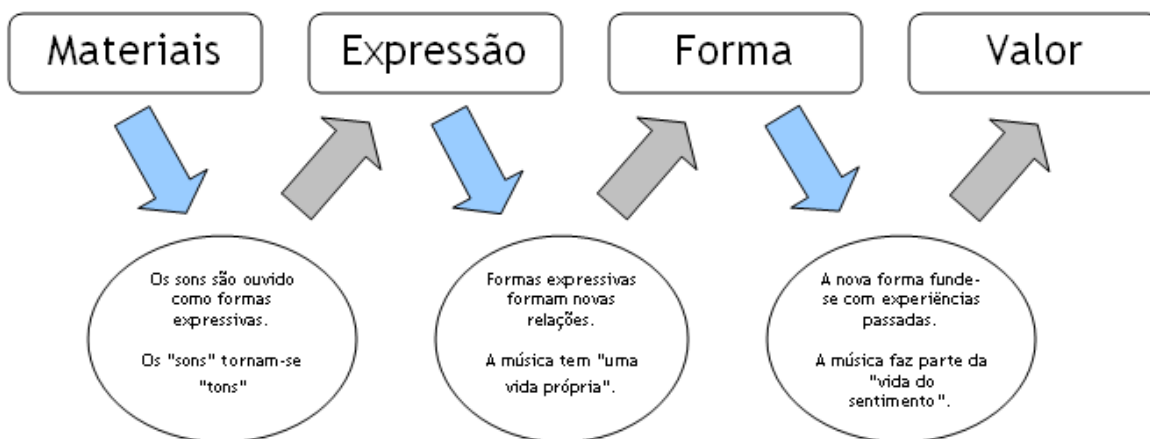 Materiais
Expressão
Forma
Valor
Os sons são ouvido
como formas
expressivas.
Os "sons" tornam-se
"tons"
Formas expressivas
formam novas
relações.
A música tem "uma
vida própria".
A nova forma funde-
se com experiências
passadas.
A música faz parte da
"vida do
sentimento".